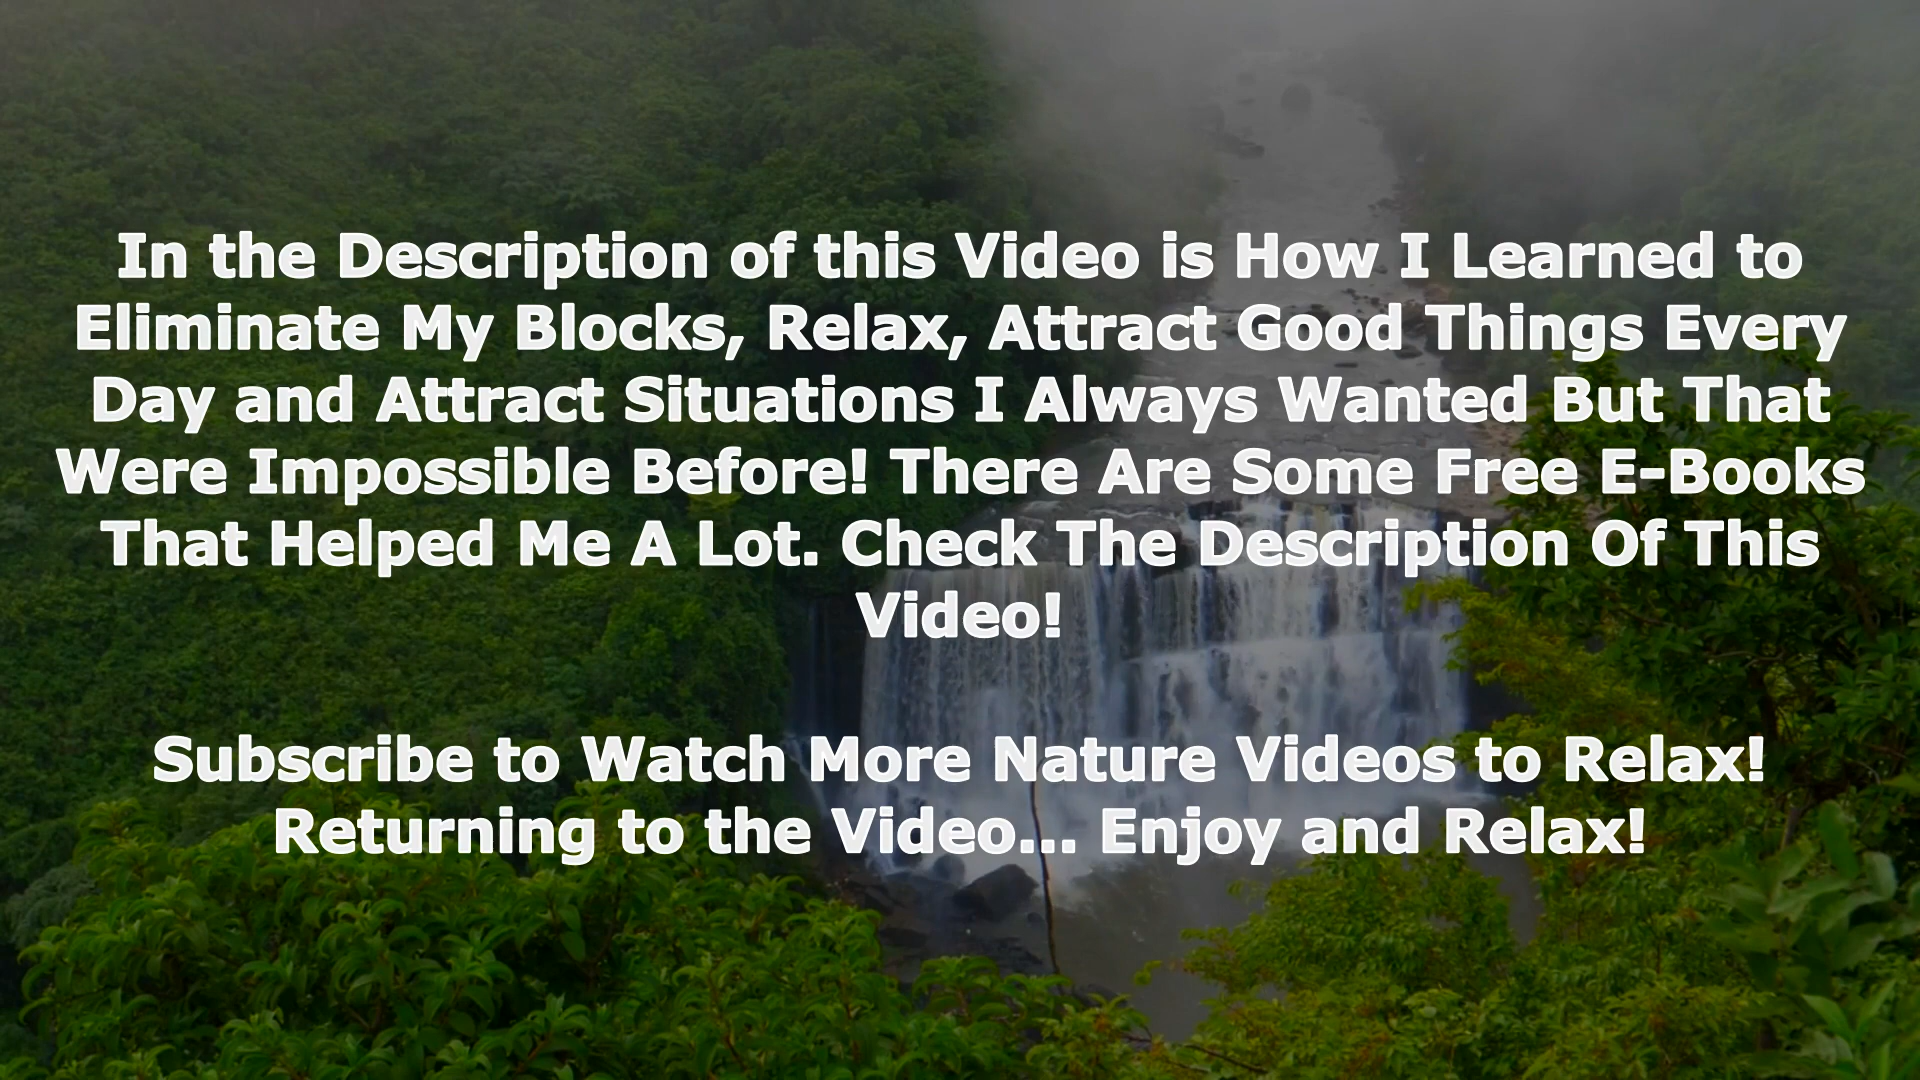 In the Description of this Video is How I Learned to
Eliminate My Blocks, Relax, Attract Good Things Every
Day and Attract Situations I Always Wanted But That
Were Impossible Before! There Are Some Free E-Books
That Helped Me A Lot. Check The Description Of This
Video!
Subscribe to Watch More Nature Videos to Relax!
Returning to the Video... Enjoy and Relax!